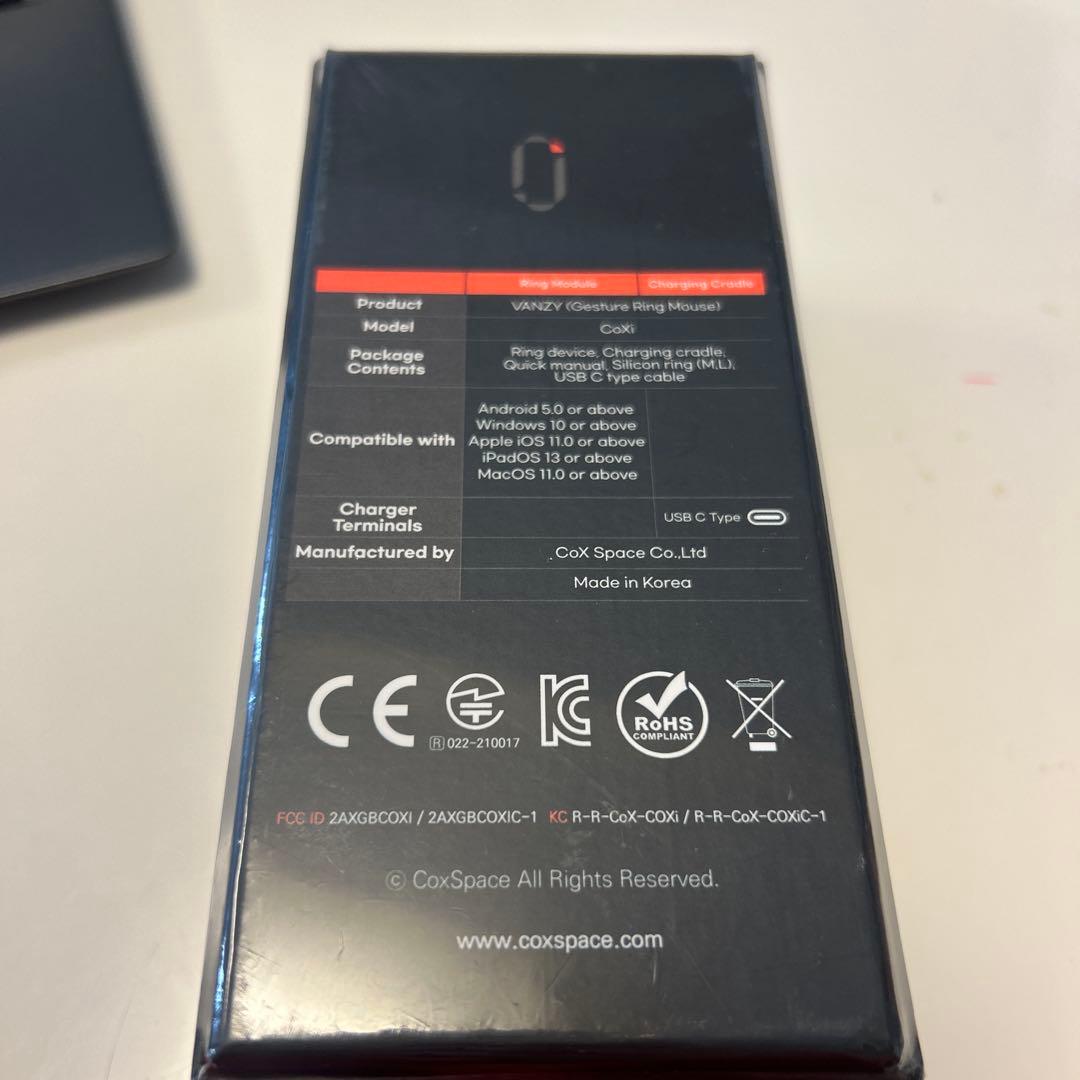 Ring Module Charging Cradle
Product VANZY (Gesture Ring Mouse)
Model CoXi
Package Contents
Ring device, Charging cradle,
Quick manual, Silicon ring (M,L),
USB C type cable
Compatible with
Android 5.0 or above
Windows 10 or above
Apple iOS 11.0 or above
iPadOS 13 or above
MacOS 11.0 or above
Charger
Terminals
USB C Type
Manufactured by CoX Space Co.,Ltd
Made in Korea
CE
KC
RoHS
COMPLIANT
R 022-210017
FCC ID 2AXGBCOXI / 2AXGBCOXIC-1 KC R-R-CoX-COXi / R-R-CoX-COXiC-1
© CoxSpace All Rights Reserved.
www.coxspace.com